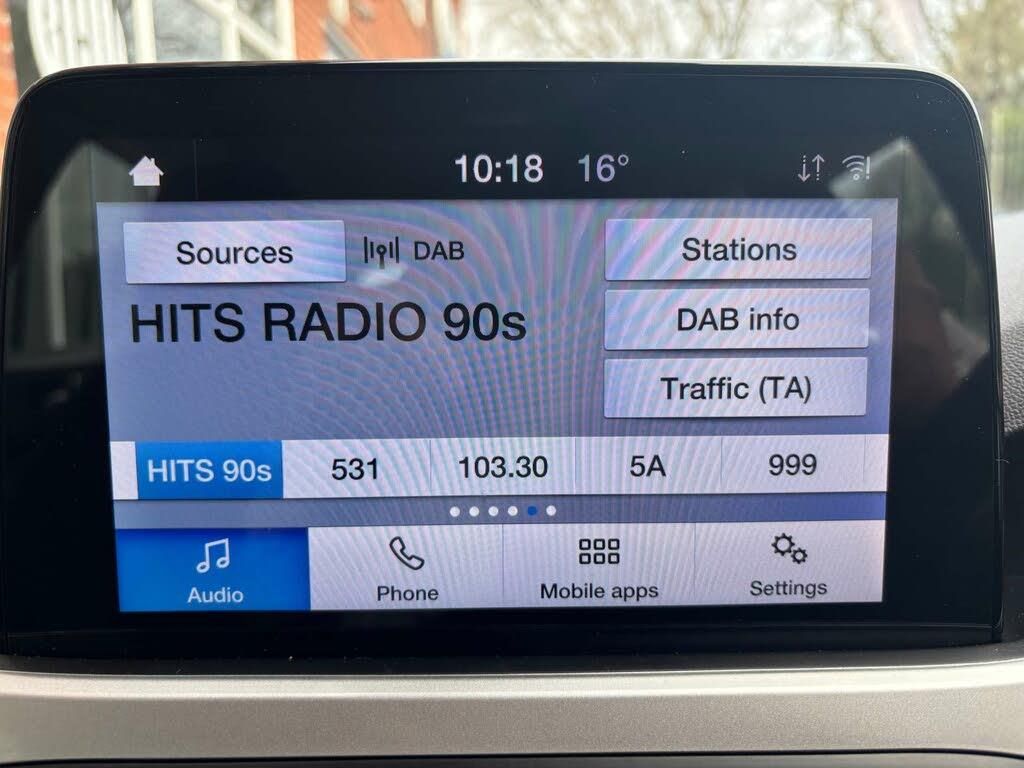 10:18 16°
Sources DAB Stations
HITS RADIO 90s
DAB info
Traffic (TA)
HITS 90s 531 103.30 5A 999
Audio Phone Mobile apps Settings